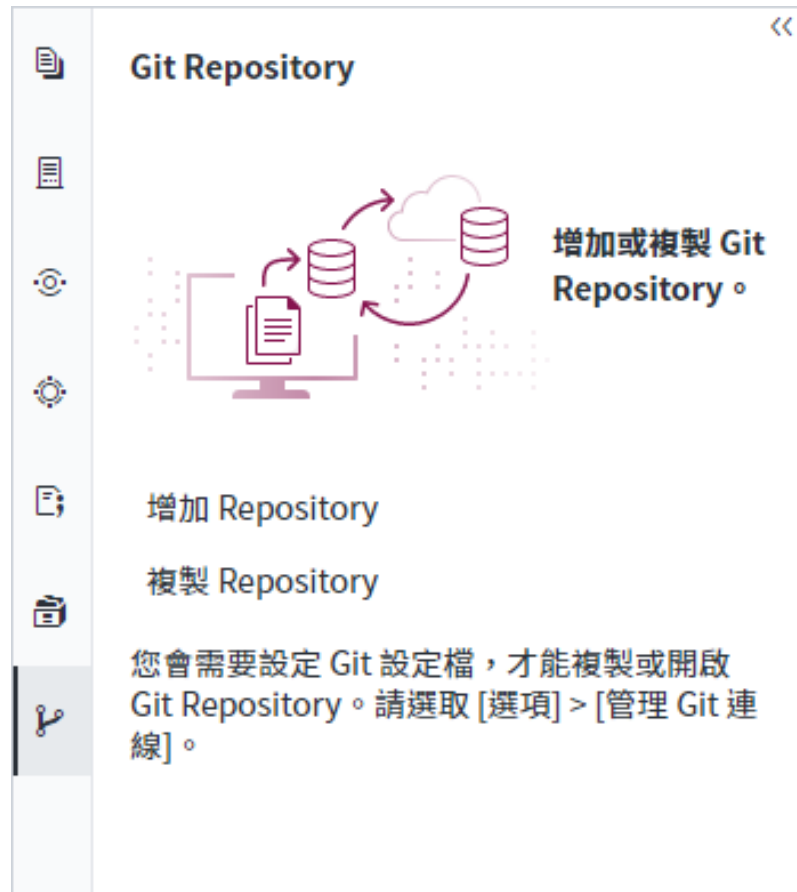 Git Repository
增加或複製 Git
Repository。
增加 Repository
複製 Repository
您會需要設定 Git 設定檔，才能複製或開啟
Git Repository。請選取 [選項] > [管理 Git 連
線]。